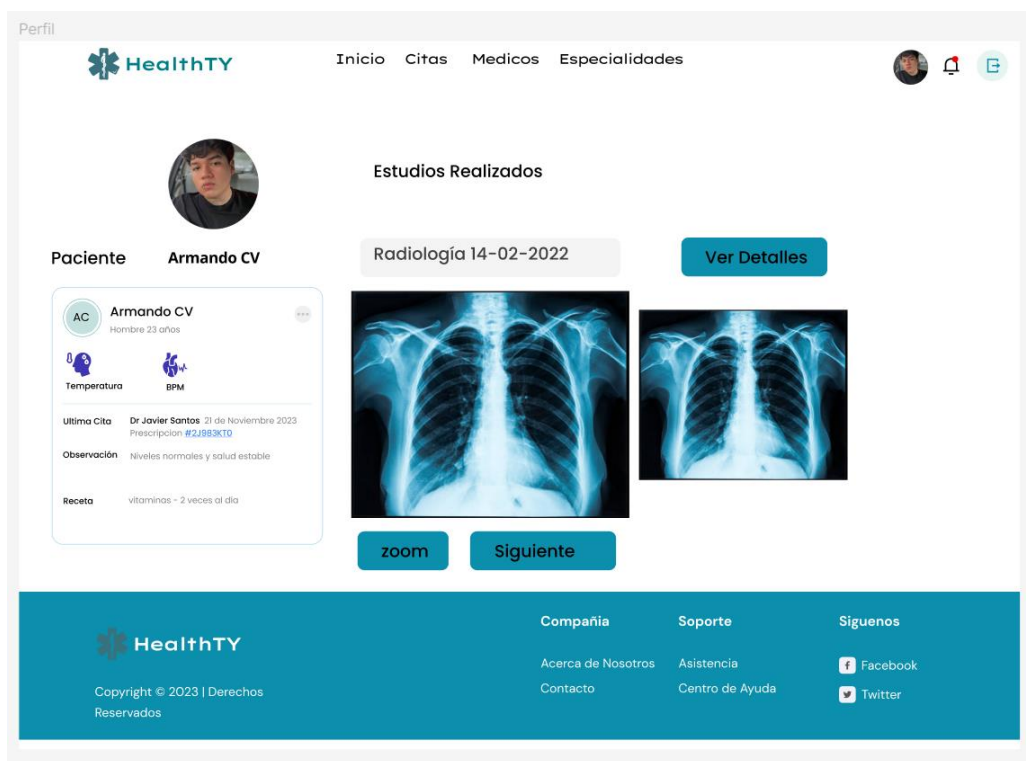 Perfil
HealthTY
Inicio Citas Medicos Especialidades
Estudios Realizados
Paciente Armando CV
Radiología 14-02-2022
Ver Detalles
AC
Armando CV
Hombre 23 años
Temperatura
BPM
Ultima Cita Dr Javier Santos 21 de Noviembre 2023
Prescripcion #2J983KT0
Observación Niveles normales y salud estable
Receta vitaminas - 2 veces al día
zoom
Siguiente
HealthTY
Copyright © 2023 | Derechos
Reservados
Compañia
Acerca de Nosotros
Contacto
Soporte
Asistencia
Centro de Ayuda
Siguenos
Facebook
Twitter